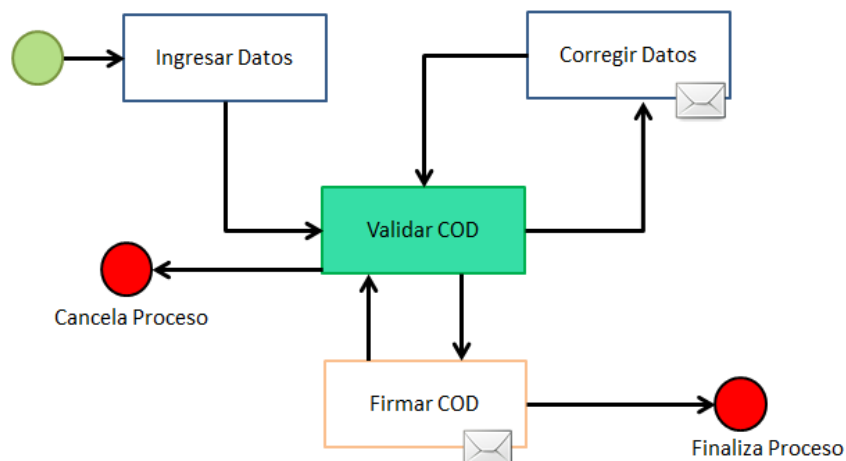 Ingresar Datos
Corregir Datos
Validar COD
Cancela Proceso
Firmar COD
Finaliza Proceso